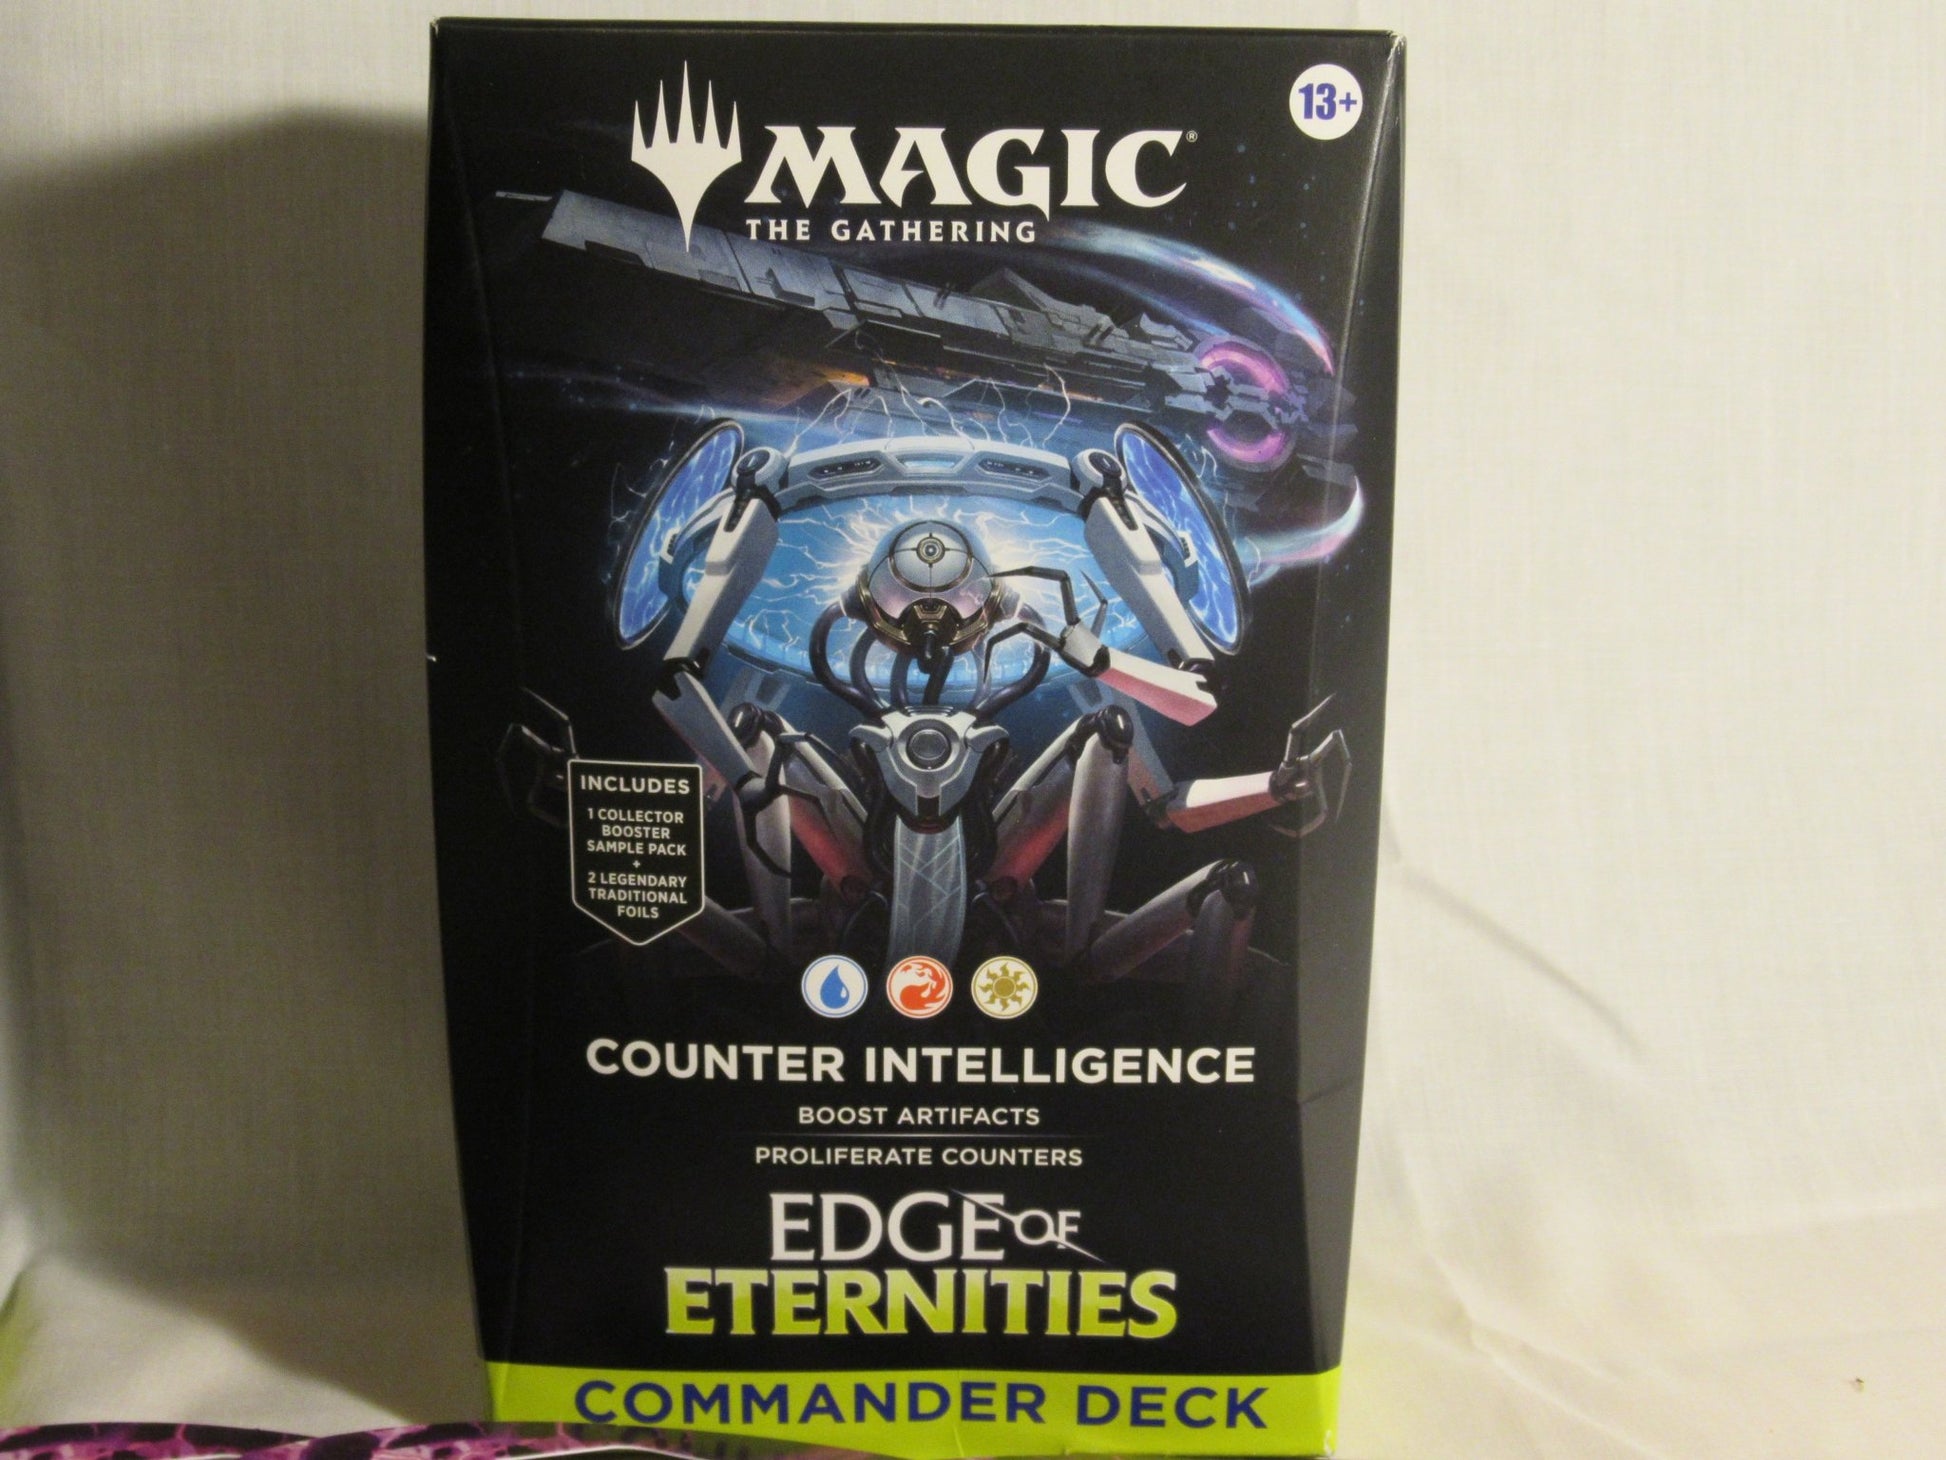 13+
MAGIC®
THE GATHERING
INCLUDES
1 COLLECTOR
BOOSTER
SAMPLE PACK
+
2 LEGENDARY
TRADITIONAL
FOILS
COUNTER INTELLIGENCE
BOOST ARTIFACTS
PROLIFERATE COUNTERS
EDGE OF
ETERNITIES
COMMANDER DECK